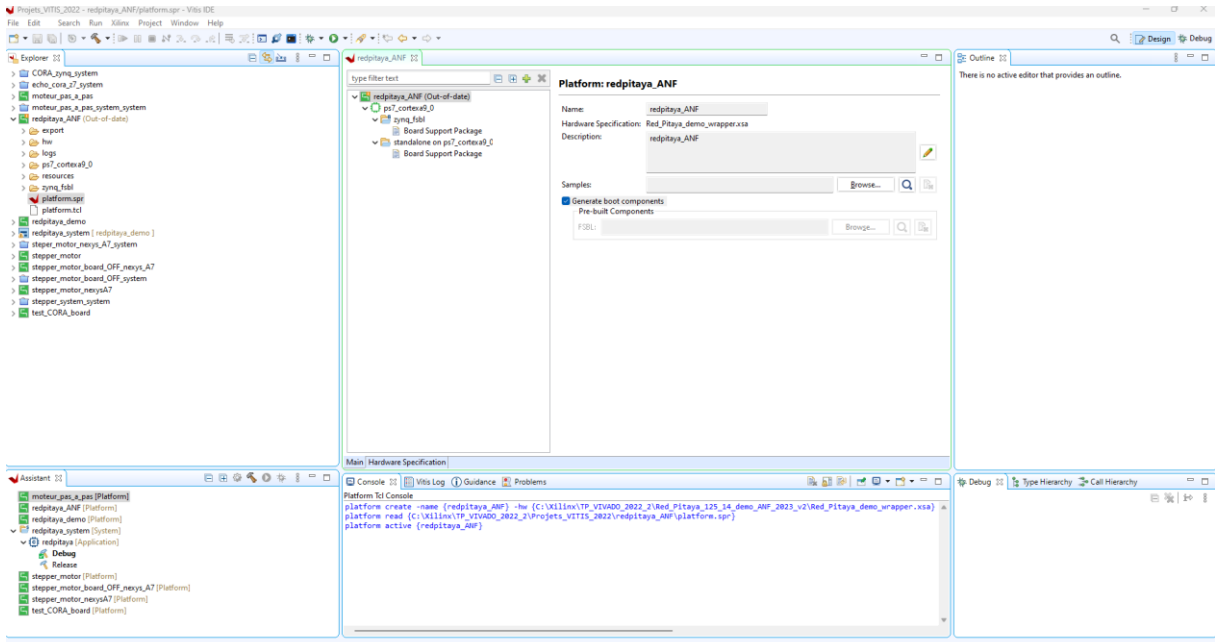 Projets_VITIS_2022 - redpitaya_ANF/platform.spr - Vitis IDE
File Edit Search Run Xilinx Project Window Help
Design Debug
Explorer
CORA_zynq_system
echo_cora_z7_system
moteur_pas_a_pas
moteur_pas_a_pas_system_system
redpitaya_ANF (Out-of-date)
export
hw
logs
ps7_cortexa9_0
resources
zynq_fsbl
platform.spr
platform.tcl
redpitaya_demo
redpitaya_system [ redpitaya_demo ]
steper_motor_nexys_A7_system
stepper_motor
stepper_motor_board_OFF_nexys_A7
stepper_motor_board_OFF_system
stepper_motor_nexysA7
stepper_system_system
test_CORA_board
redpitaya_ANF
type filter text
redpitaya_ANF (Out-of-date)
ps7_cortexa9_0
zynq_fsbl
Board Support Package
standalone on ps7_cortexa9_0
Board Support Package
Platform: redpitaya_ANF
Name: redpitaya_ANF
Hardware Specification: Red_Pitaya_demo_wrapper.xsa
Description: redpitaya_ANF
Samples: Browse...
Generate boot components
Pre-built Components
FSBL: Browse...
Main Hardware Specification
Outline
There is no active editor that provides an outline.
Assistant
moteur_pas_a_pas [Platform]
redpitaya_ANF [Platform]
redpitaya_demo [Platform]
redpitaya_system [System]
redpitaya [Application]
Debug
Release
stepper_motor [Platform]
stepper_motor_board_OFF_nexys_A7 [Platform]
stepper_motor_nexysA7 [Platform]
test_CORA_board [Platform]
Console Vitis Log Guidance Problems
Platform Tcl Console
platform create -name {redpitaya_ANF} -hw {C:\Xilinx\TP_VIVADO_2022_2\Red_Pitaya_125_14_demo_ANF_2023_v2\Red_Pitaya_demo_wrapper.xsa}
platform read {C:\Xilinx\TP_VIVADO_2022_2\Projets_VITIS_2022\redpitaya_ANF\platform.spr}
platform active {redpitaya_ANF}
Debug Type Hierarchy Call Hierarchy